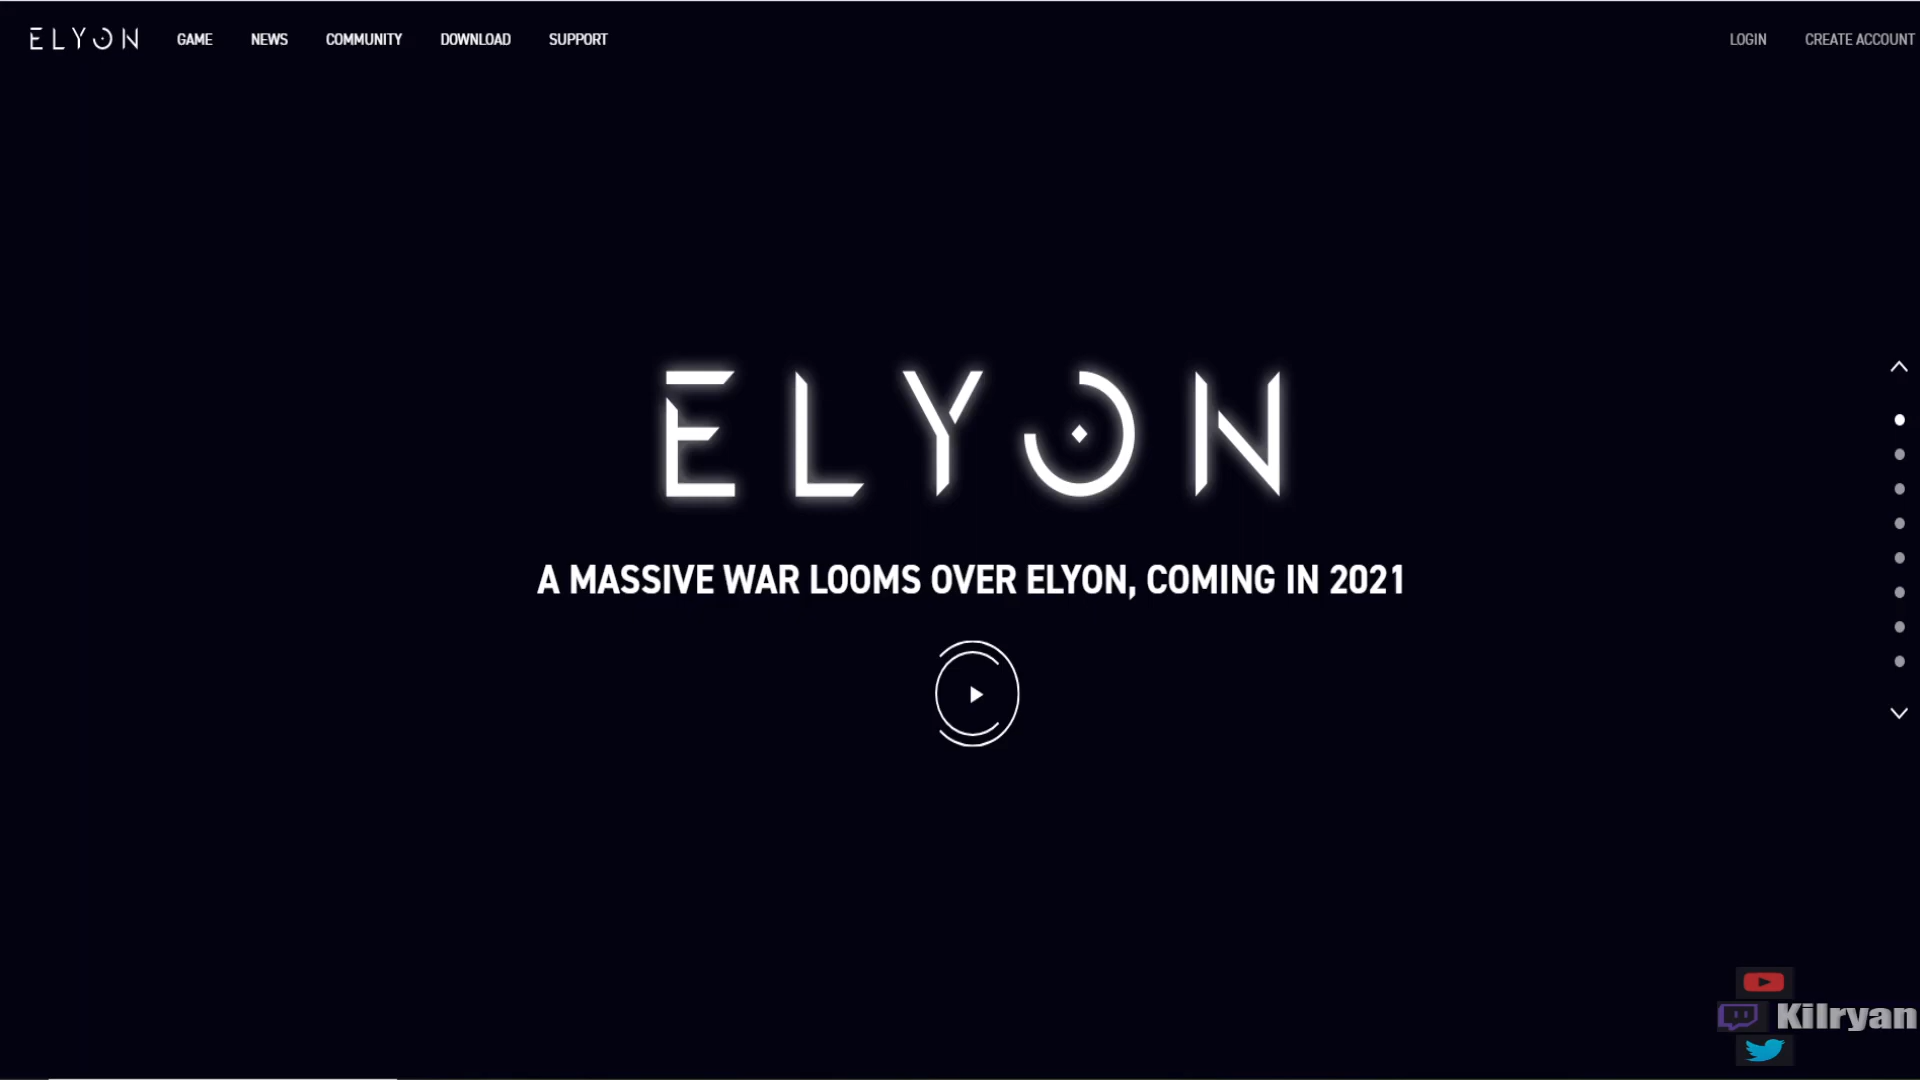 ELYON GAME NEWS COMMUNITY DOWNLOAD SUPPORT LOGIN CREATE ACCOUNT
ELYON
A MASSIVE WAR LOOMS OVER ELYON, COMING IN 2021
Kilryan